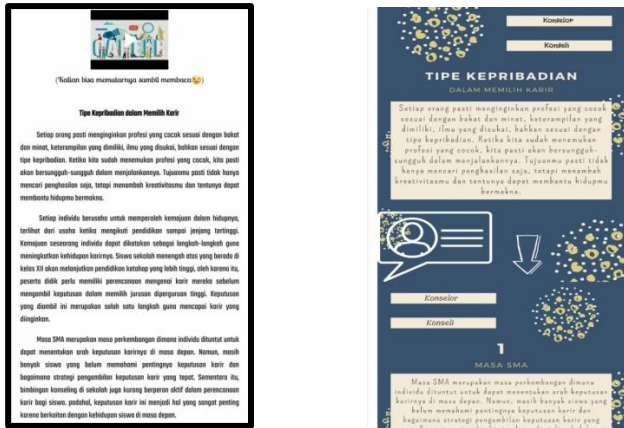 (Kalian bisa memutarnya sambil membaca😉)
Tipe Kepribadian dalam Memilih Karir
Setiap orang pasti menginginkan profesi yang cocok sesuai dengan bakat
dan minat, keterampilan yang dimiliki, ilmu yang disukai, bahkan sesuai dengan
tipe kepribadian. Ketika kita sudah menemukan profesi yang cocok, kita pasti
akan bersungguh-sungguh dalam menjalankannya. Tujuanmu pasti tidak hanya
mencari penghasilan saja, tetapi menambah kreativitasmu dan tentunya dapat
membantu hidupmu bermakna.
Setiap individu berusaha untuk memperoleh kemajuan dalam hidupnya,
terlihat dari usaha ketika mengikuti pendidikan sampai jenjang tertinggi.
Kemajuan seseorang individu dapat dikatakan sebagai langkah-langkah guna
meningkatkan kehidupan karirnya. Siswa sekolah menengah atas yang berada di
kelas XII akan melanjutkan pendidikan ketahap yang lebih tinggi, oleh karena itu,
peserta didik perlu memiliki perencanaan mengenai karir mereka sebelum
mengambil keputusan dalam memilih jurusan diperguruan tinggi. Keputusan
yang diambil ini merupakan salah satu langkah guna mencapai karir yang
diinginkan.
Masa SMA merupakan masa perkembangan dimana individu dituntut untuk
dapat menentukan arah keputusan karirnya di masa depan. Namun, masih
banyak siswa yang belum memahami pentingnya keputusan karir dan
bagaimana strategi pengambilan keputusan karir yang tepat. Sementara itu,
bimbingan konseling di sekolah juga kurang berperan aktif dalam perencanaan
karir bagi siswa. padahal, keputusan karir ini menjadi hal yang sangat penting
karena berkaitan dengan kehidupan siswa di masa depan.
Konselor
Konseli
TIPE KEPRIBADIAN
DALAM MEMILIH KARIR
Setiap orang pasti menginginkan profesi yang cocok
sesuai dengan bakat dan minat, keterampilan yang
dimiliki, ilmu yang disukai, bahkan sesuai dengan
tipe kepribadian. Ketika kita sudah menemukan
profesi yang cocok, kita pasti akan bersungguh-
sungguh dalam menjalankannya. Tujuanmu pasti tidak
hanya mencari penghasilan saja, tetapi menambah
kreativitasmu dan tentunya dapat membantu hidupmu
bermakna.
Konselor
Konseli
1
MASA SMA
Masa SMA merupakan masa perkembangan dimana
individu dituntut untuk dapat menentukan arah keputusan
karirnya di masa depan. Namun, masih banyak siswa yang
belum memahami pentingnya keputusan karir dan
bagaimana strategi pengambilan keputusan karir yang